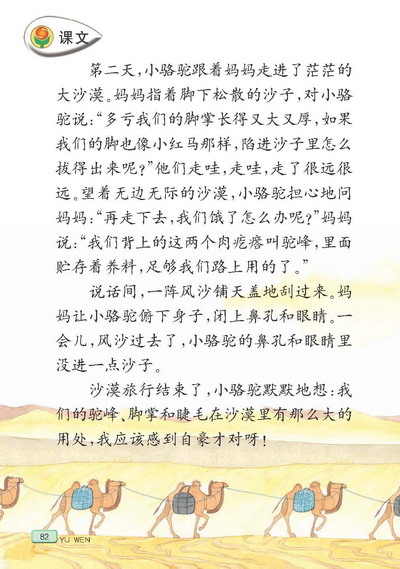 课文
第二天，小骆驼跟着妈妈走进了茫茫的
大沙漠。妈妈指着脚下松散的沙子，对小骆
驼说：“多亏我们的脚掌长得又大又厚，如果
我们的脚也像小红马那样，陷进沙子里怎么
拔得出来呢？”他们走哇，走哇，走了很远很
远。望着无边无际的沙漠，小骆驼担心地问
妈妈：“再走下去，我们饿了怎么办呢？”妈妈
说：“我们背上的这两个肉疙瘩叫驼峰，里面
贮存着养料，足够我们路上用的了。”
说话间，一阵风沙铺天盖地刮过来。妈
妈让小骆驼俯下身子，闭上鼻孔和眼睛。一
会儿，风沙过去了，小骆驼的鼻孔和眼睛里
没进一点沙子。
沙漠旅行结束了，小骆驼默默地想：我
们的驼峰、脚掌和睫毛在沙漠里有那么大的
用处，我应该感到自豪才对呀！
82
YU WEN